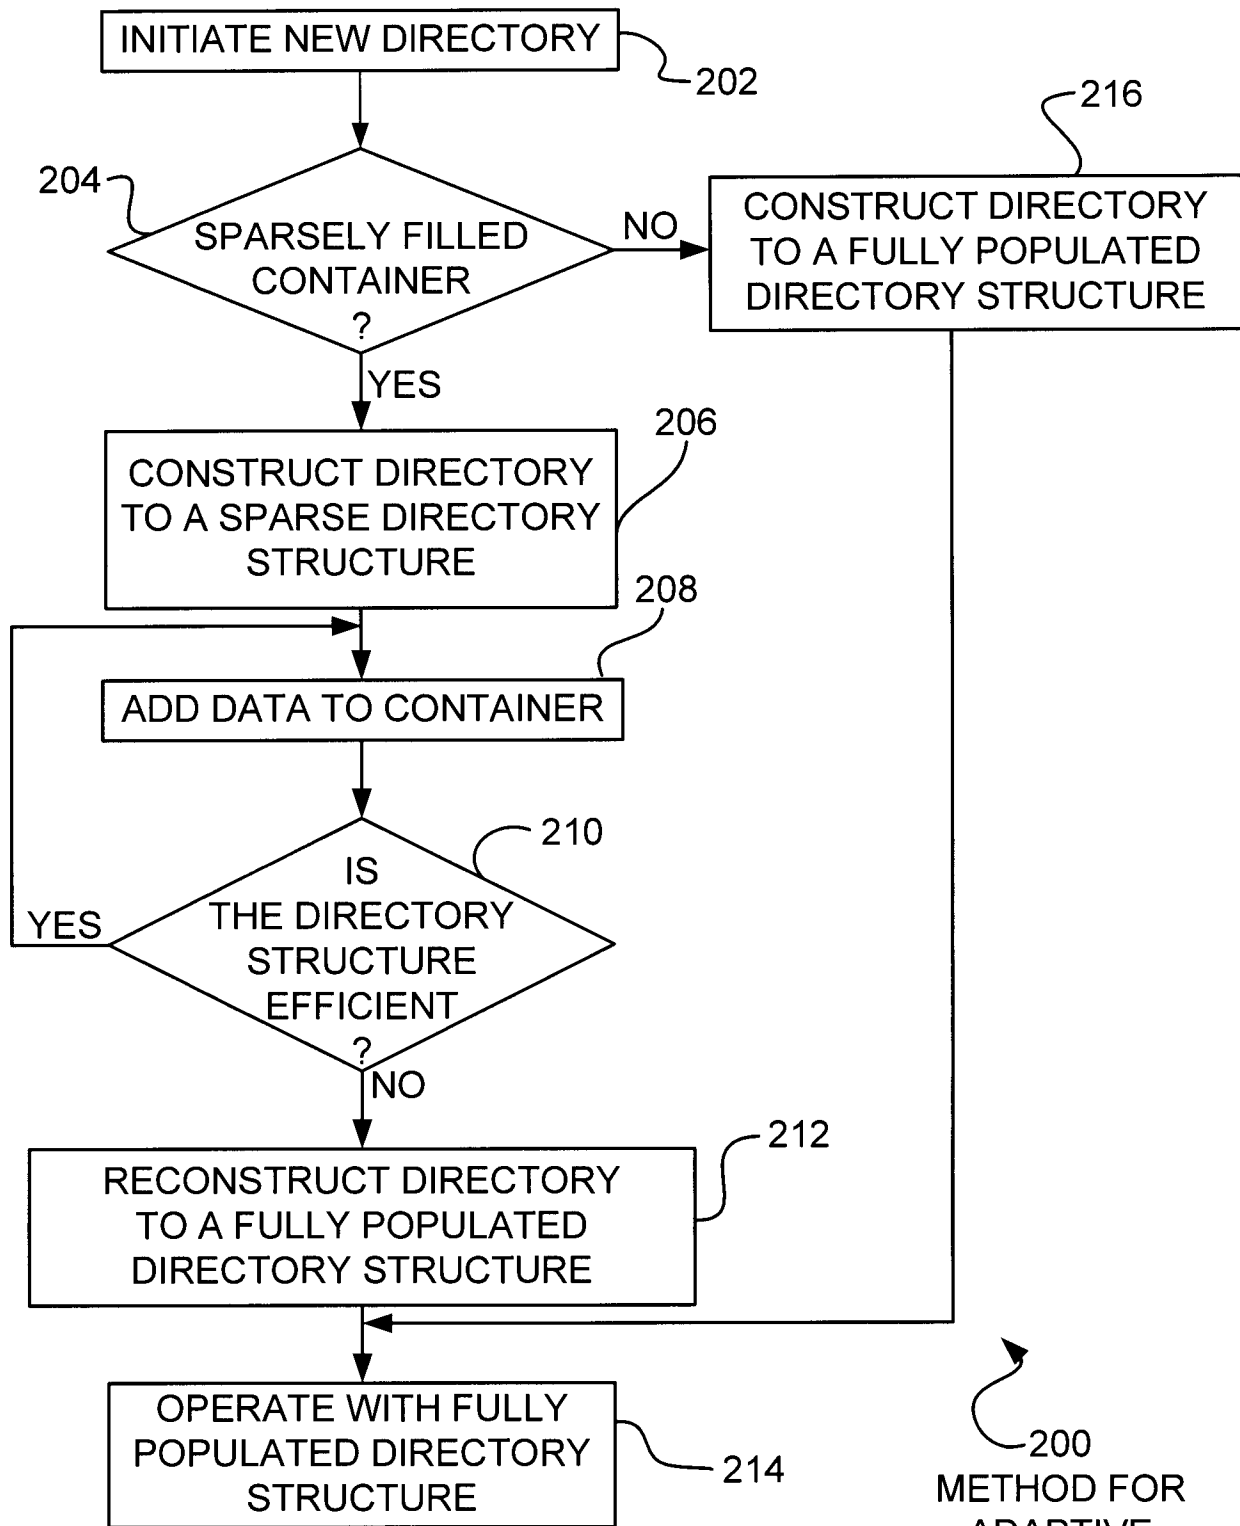 INITIATE NEW DIRECTORY
202
216
204
SPARSELY FILLED
CONTAINER
?
NO
CONSTRUCT DIRECTORY
TO A FULLY POPULATED
DIRECTORY STRUCTURE
YES
206
CONSTRUCT DIRECTORY
TO A SPARSE DIRECTORY
STRUCTURE
208
ADD DATA TO CONTAINER
210
IS
THE DIRECTORY
STRUCTURE
EFFICIENT
?
YES
NO
212
RECONSTRUCT DIRECTORY
TO A FULLY POPULATED
DIRECTORY STRUCTURE
OPERATE WITH FULLY
POPULATED DIRECTORY
STRUCTURE
214
200
METHOD FOR
ADAPTIVE